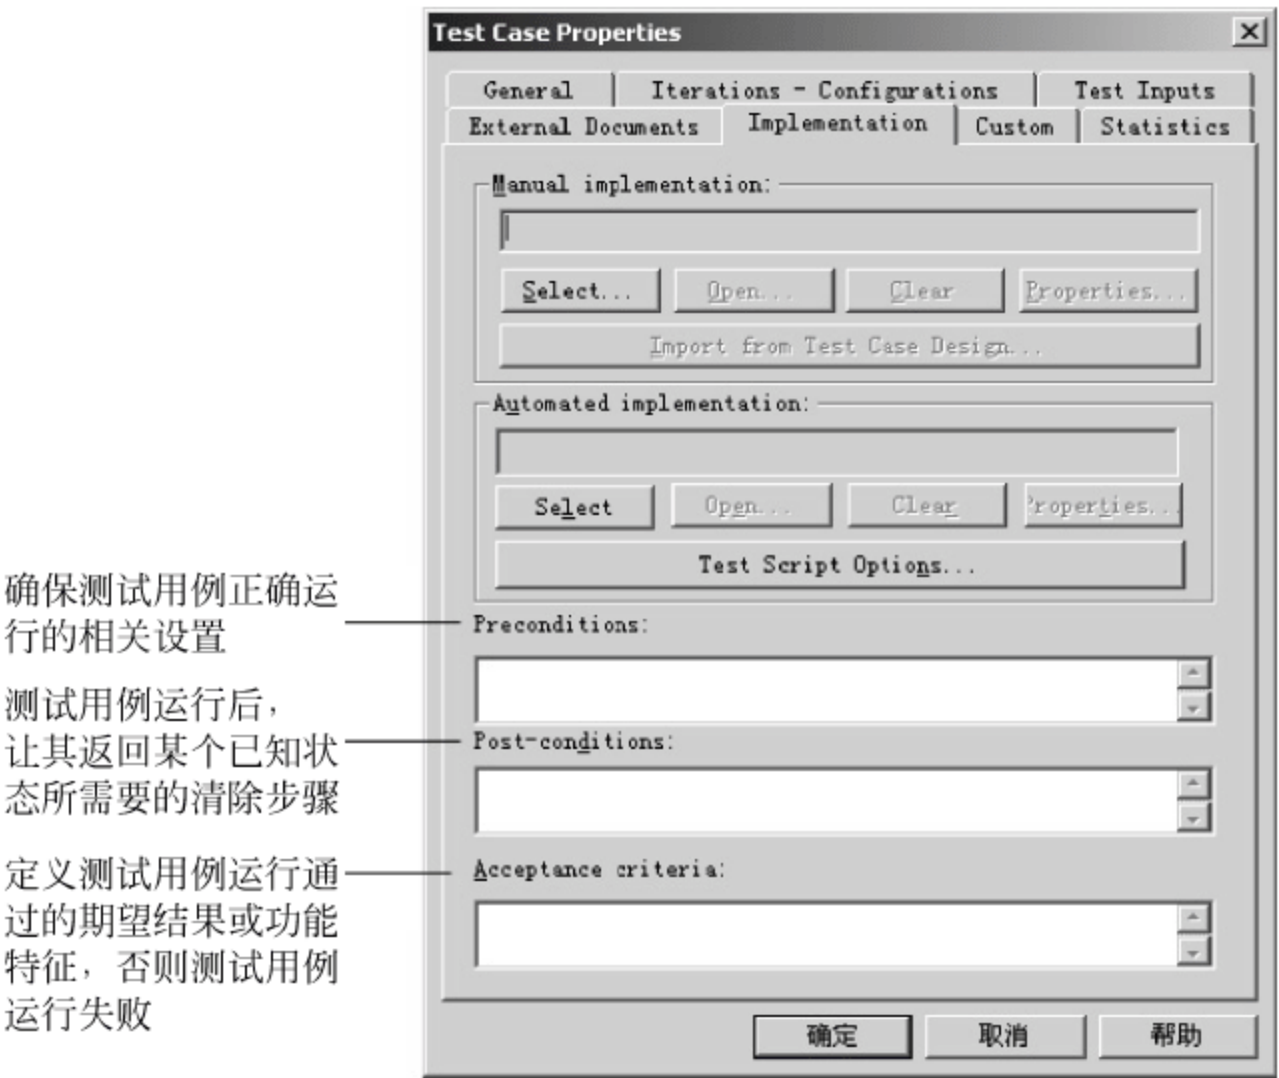 Test Case Properties
General
Iterations - Configurations
Test Inputs
External Documents
Implementation
Custom
Statistics
Manual implementation:
Select...
Open...
Clear
Properties...
Import from Test Case Design...
Automated implementation:
Select
Open...
Clear
Properties...
Test Script Options...
确保测试用例正确运
行的相关设置
Preconditions:
测试用例运行后，
让其返回某个已知状
态所需要的清除步骤
Post-conditions:
定义测试用例运行通
过的期望结果或功能
特征，否则测试用例
运行失败
Acceptance criteria:
确定
取消
帮助